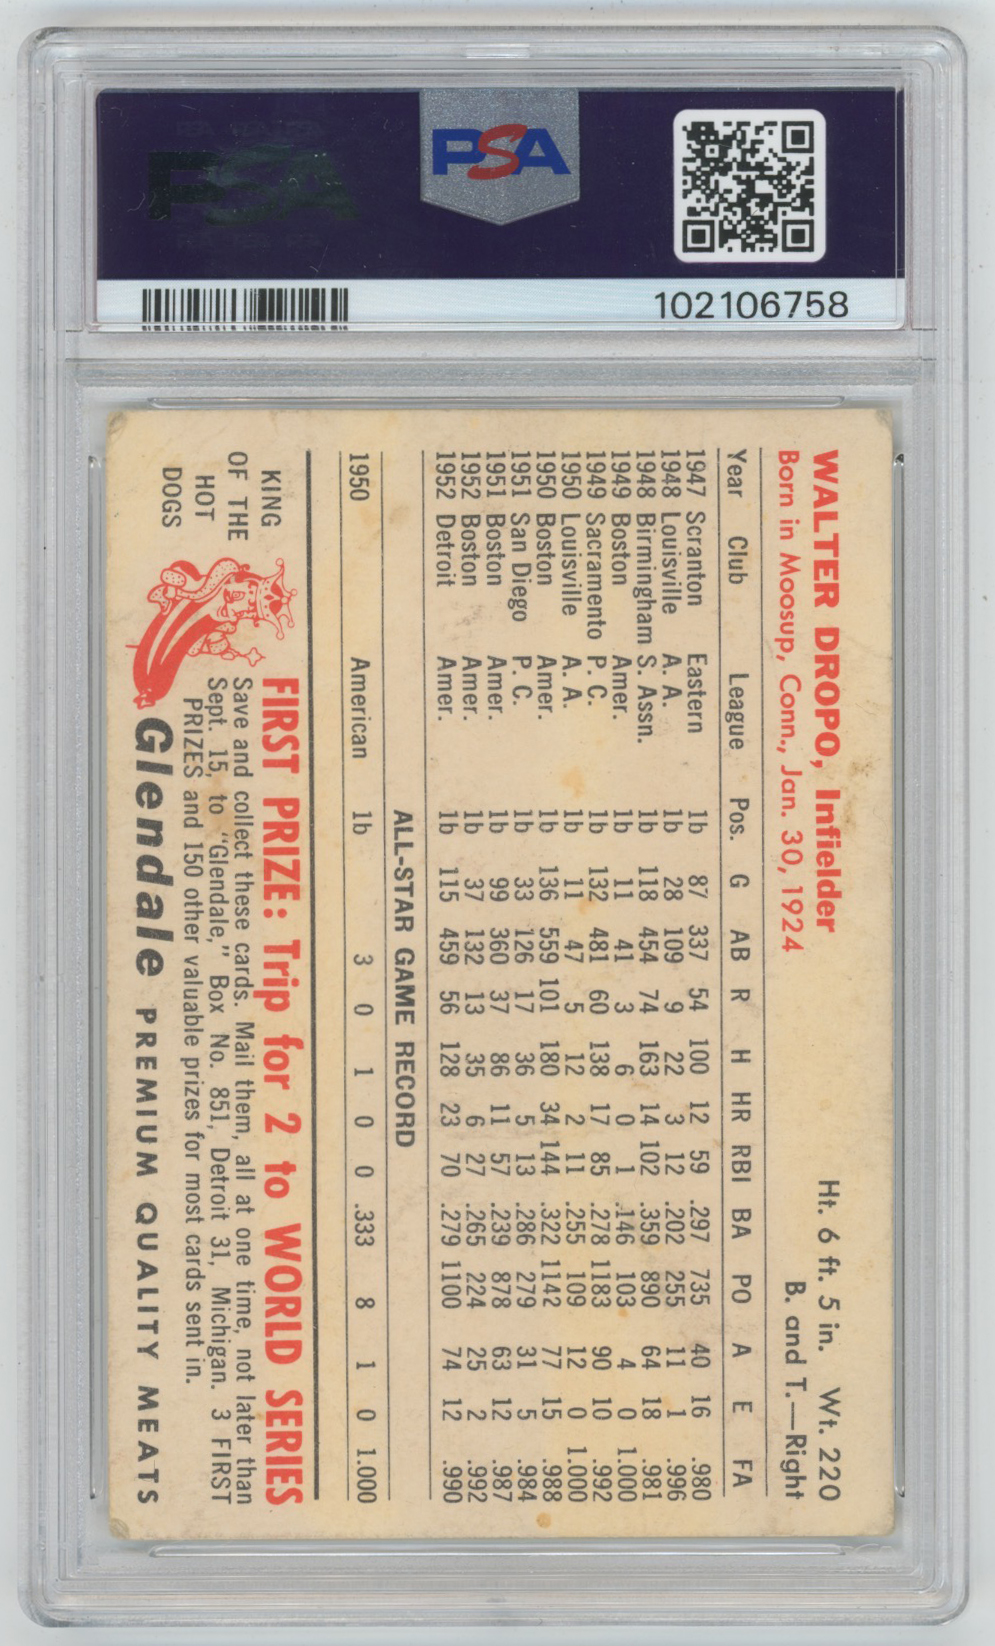 PSA
PSA
102106758
WALTER DROPO, Infielder Ht. 6 ft. 5 in. Wt. 220
Born in Moosup, Conn., Jan. 30, 1924 B. and T.—Right
Year Club League Pos. G AB R H HR RBI BA PO A E FA
1947 Scranton Eastern 1b 87 337 54 100 12 59 .297 735 40 16 .980
1948 Louisville A. A. 1b 28 109 9 22 3 12 .202 255 11 1 .996
1948 Birmingham S. Assn. 1b 118 454 74 163 14 102 .359 890 64 18 .981
1949 Boston Amer. 1b 11 41 3 6 0 1 .146 103 4 0 1.000
1949 Sacramento P. C. 1b 132 481 60 138 17 85 .278 1183 90 10 .992
1950 Louisville A. A. 1b 11 47 5 12 2 11 .255 109 12 0 1.000
1950 Boston Amer. 1b 136 559 101 180 34 144 .322 1142 77 15 .988
1951 San Diego P. C. 1b 33 126 17 36 5 13 .286 279 31 5 .984
1951 Boston Amer. 1b 99 360 37 86 11 57 .239 878 63 12 .987
1952 Boston Amer. 1b 37 132 13 35 6 27 .265 224 25 2 .992
1952 Detroit Amer. 1b 115 459 56 128 23 70 .279 1100 74 12 .990
ALL-STAR GAME RECORD
1950 American 1b 3 0 1 0 0 .333 8 1 0 1.000
KING
OF THE
HOT
DOGS
FIRST PRIZE: Trip for 2 to WORLD SERIES
Save and collect these cards. Mail them, all at one time, not later than
Sept. 15, to "Glendale," Box No. 851, Detroit 31, Michigan. 3 FIRST
PRIZES and 150 other valuable prizes for most cards sent in.
Glendale PREMIUM QUALITY MEATS